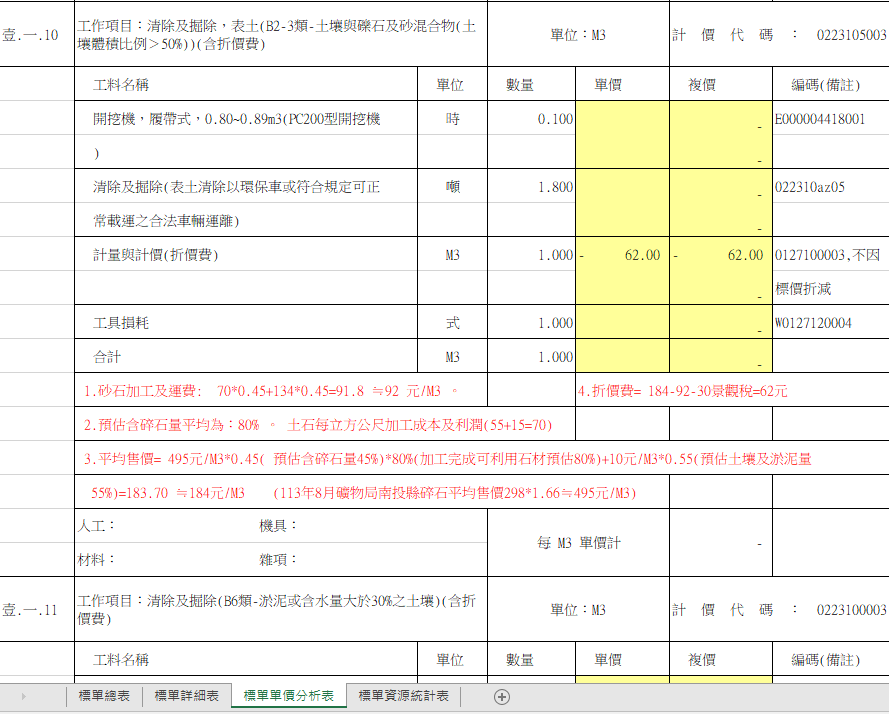 壹.一.10 工作項目：清除及掘除，表土(B2-3類-土壤與礫石及砂混合物(土 單位：M3 計 價 代 碼 ： 0223105003
壤體積比例＞50%))(含折價費)
工料名稱 單位 數量 單價 複價 編碼(備註)
開挖機，履帶式，0.80~0.89m3(PC200型開挖機 時 0.100 - E000004418001
) -
清除及掘除(表土清除以環保車或符合規定可正 噸 1.800 - 022310az05
常載運之合法車輛運離) -
計量與計價(折價費) M3 1.000 - 62.00 - 62.00 0127100003,不因
- 標價折減
工具損耗 式 1.000 - W0127120004
合計 M3 1.000 -
1.砂石加工及運費: 70*0.45+134*0.45=91.8 ≒92 元/M3 。 4.折價費= 184-92-30景觀稅=62元
2.預估含碎石量平均為：80% 。 土石每立方公尺加工成本及利潤(55+15=70)
3.平均售價= 495元/M3*0.45( 預估含碎石量45%)*80%(加工完成可利用石材預估80%)+10元/M3*0.55(預估土壤及淤泥量
55%)=183.70 ≒184元/M3 (113年8月礦物局南投縣碎石平均售價298*1.66≒495元/M3)
人工： 機具：
每 M3 單價計 -
材料： 雜項：
壹.一.11 工作項目：清除及掘除(B6類-淤泥或含水量大於30%之土壤)(含折 單位：M3 計 價 代 碼 ： 0223100003
價費)
工料名稱 單位 數量 單價 複價 編碼(備註)
標單總表 標單詳細表 標單單價分析表 標單資源統計表